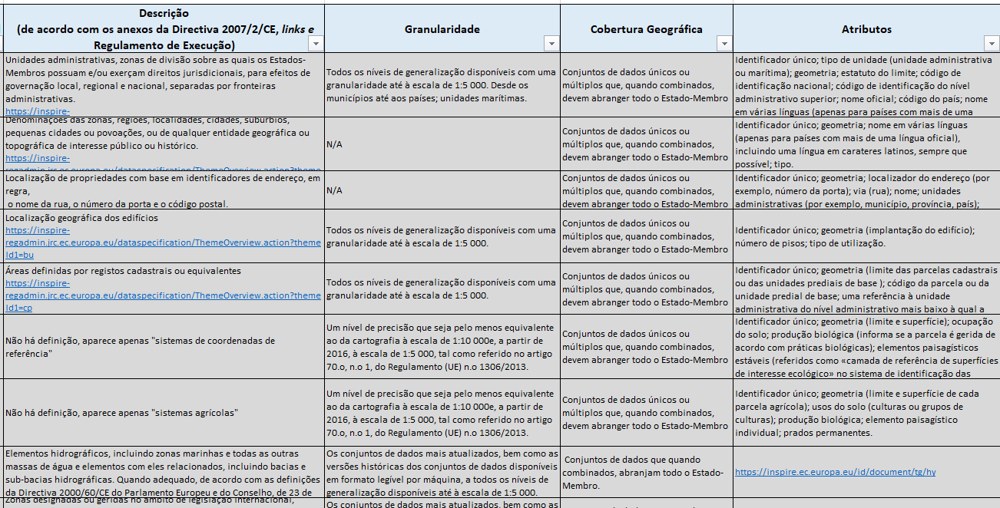 Descrição
(de acordo com os anexos da Directiva 2007/2/CE, links e
Regulamento de Execução)
Granularidade
Cobertura Geográfica
Atributos
Unidades administrativas, zonas de divisão sobre as quais os Estados-
Membros possuam e/ou exerçam direitos jurisdicionais, para efeitos de
governação local, regional e nacional, separadas por fronteiras
administrativas.
https://inspire-
Todos os níveis de generalização disponíveis com uma
granularidade até à escala de 1:5 000. Desde os
municípios até aos países; unidades marítimas.
Conjuntos de dados únicos ou
múltiplos que, quando combinados,
devem abranger todo o Estado-Membro
Identificador único; tipo de unidade (unidade administrativa
ou marítima); geometria; estatuto do limite; código de
identificação nacional; código de identificação do nível
administrativo superior; nome oficial; código do país; nome
em várias línguas (apenas para países com mais de uma
Denominações das zonas, regiões, localidades, cidades, subúrbios,
pequenas cidades ou povoações, ou de qualquer entidade geográfica ou
topográfica de interesse público ou histórico.
https://inspire-
regadmin.jrc.ec.europa.eu/dataspecification/ThemeOverview.action?theme
N/A
Conjuntos de dados únicos ou
múltiplos que, quando combinados,
devem abranger todo o Estado-Membro
Identificador único; geometria; nome em várias línguas
(apenas para países com mais de uma língua oficial),
incluindo uma língua em carateres latinos, sempre que
possível; tipo.
Localização de propriedades com base em identificadores de endereço, em
regra,
o nome da rua, o número da porta e o código postal.
N/A
Conjuntos de dados únicos ou
múltiplos que, quando combinados,
devem abranger todo o Estado-Membro
Identificador único; geometria; localizador do endereço (por
exemplo, número da porta); via (rua); nome; unidades
administrativas (por exemplo, município, província, país);
Localização geográfica dos edifícios
https://inspire-
regadmin.jrc.ec.europa.eu/dataspecification/ThemeOverview.action?theme
Id1=bu
Todos os níveis de generalização disponíveis com uma
granularidade até à escala de 1:5 000.
Conjuntos de dados únicos ou
múltiplos que, quando combinados,
devem abranger todo o Estado-Membro
Identificador único; geometria (implantação do edifício);
número de pisos; tipo de utilização.
Áreas definidas por registos cadastrais ou equivalentes
https://inspire-
regadmin.jrc.ec.europa.eu/dataspecification/ThemeOverview.action?theme
Id1=cp
Todos os níveis de generalização disponíveis com uma
granularidade até à escala de 1:5 000.
Conjuntos de dados únicos ou
múltiplos que, quando combinados,
devem abranger todo o Estado-Membro
Identificador único; geometria (limite das parcelas cadastrais
ou das unidades prediais de base ); código da parcela ou da
unidade predial de base; uma referência à unidade
administrativa do nível administrativo mais baixo à qual a
Não há definição, aparece apenas "sistemas de coordenadas de
referência"
Um nível de precisão que seja pelo menos equivalente
ao da cartografia à escala de 1:10 000e, a partir de
2016, à escala de 1:5 000, tal como referido no artigo
70.o, n.o 1, do Regulamento (UE) n.o 1306/2013.
Conjuntos de dados únicos ou
múltiplos que, quando combinados,
devem abranger todo o Estado-Membro
Identificador único; geometria (limite e superfície); ocupação
do solo; produção biológica (informa se a parcela é gerida de
acordo com práticas biológicas); elementos paisagísticos
estáveis (referidos como «camada de referência de superfícies
de interesse ecológico» no sistema de identificação das
Não há definição, aparece apenas "sistemas agrícolas"
Um nível de precisão que seja pelo menos equivalente
ao da cartografia à escala de 1:10 000e, a partir de
2016, à escala de 1:5 000, tal como referido no artigo
70.o, n.o 1, do Regulamento (UE) n.o 1306/2013.
Conjuntos de dados únicos ou
múltiplos que, quando combinados,
devem abranger todo o Estado-Membro
Identificador único; geometria (limite e superfície de cada
parcela agrícola); usos do solo (culturas ou grupos de
culturas); produção biológica; elemento paisagístico
individual; prados permanentes.
Elementos hidrográficos, incluindo zonas marinhas e todas as outras
massas de água e elementos com eles relacionados, incluindo bacias e
sub-bacias hidrográficas. Quando adequado, de acordo com as definições
da Directiva 2000/60/CE do Parlamento Europeu e do Conselho, de 23 de
Os conjuntos de dados mais atualizados, bem como as
versões históricas dos conjuntos de dados disponíveis
em formato legível por máquina, a todos os níveis de
generalização disponíveis até à escala de 1:5 000.
Conjuntos de dados que quando
combinados, abranjam todo o Estado-
Membro.
https://inspire.ec.europa.eu/id/document/tg/hy
Zonas designadas ou geridas no âmbito de legislação internacional,
Os conjuntos de dados mais atualizados, bem como as